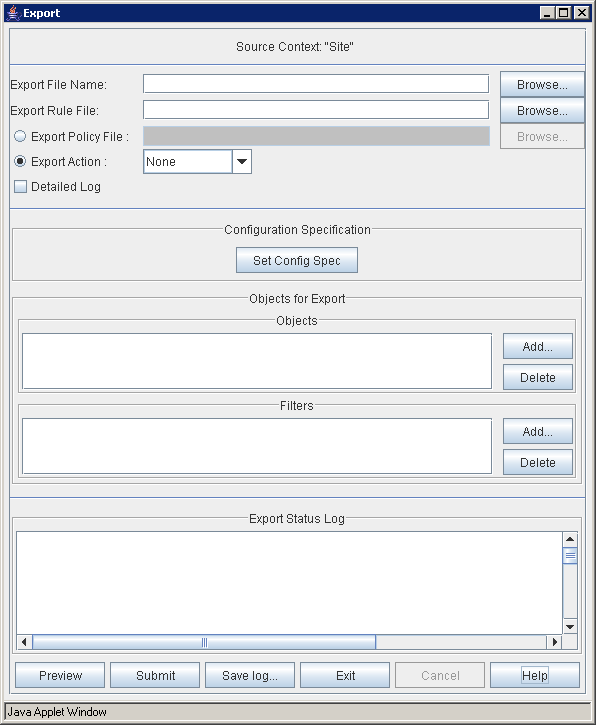 Export
Source Context: "Site"
Export File Name:
Browse...
Export Rule File:
Browse...
Export Policy File :
Browse...
Export Action :
None
Detailed Log
Configuration Specification
Set Config Spec
Objects for Export
Objects
Add...
Delete
Filters
Add...
Delete
Export Status Log
Preview
Submit
Save log...
Exit
Cancel
Help
Java Applet Window